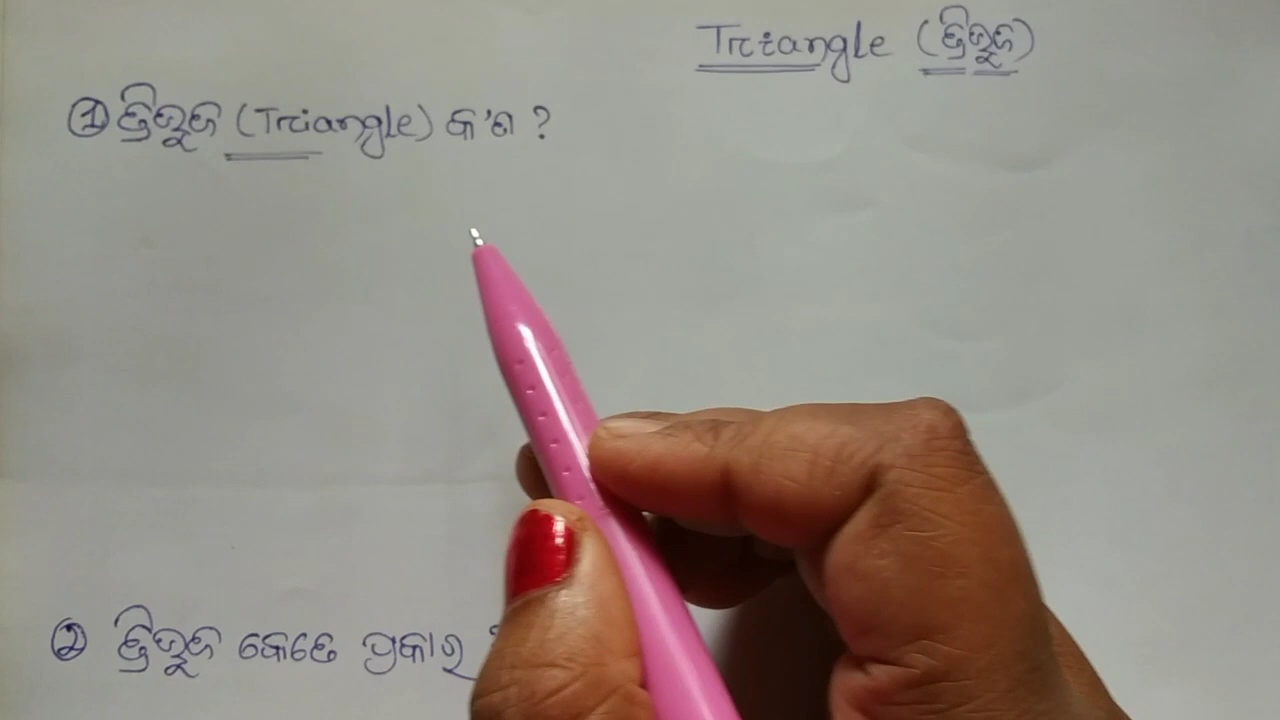 Triangle (ତ୍ରିଭୁଜ)
① ତ୍ରିଭୁଜ (Triangle) କ'ଣ ?
② ତ୍ରିଭୁଜ କେତେ ପ୍ରକାର